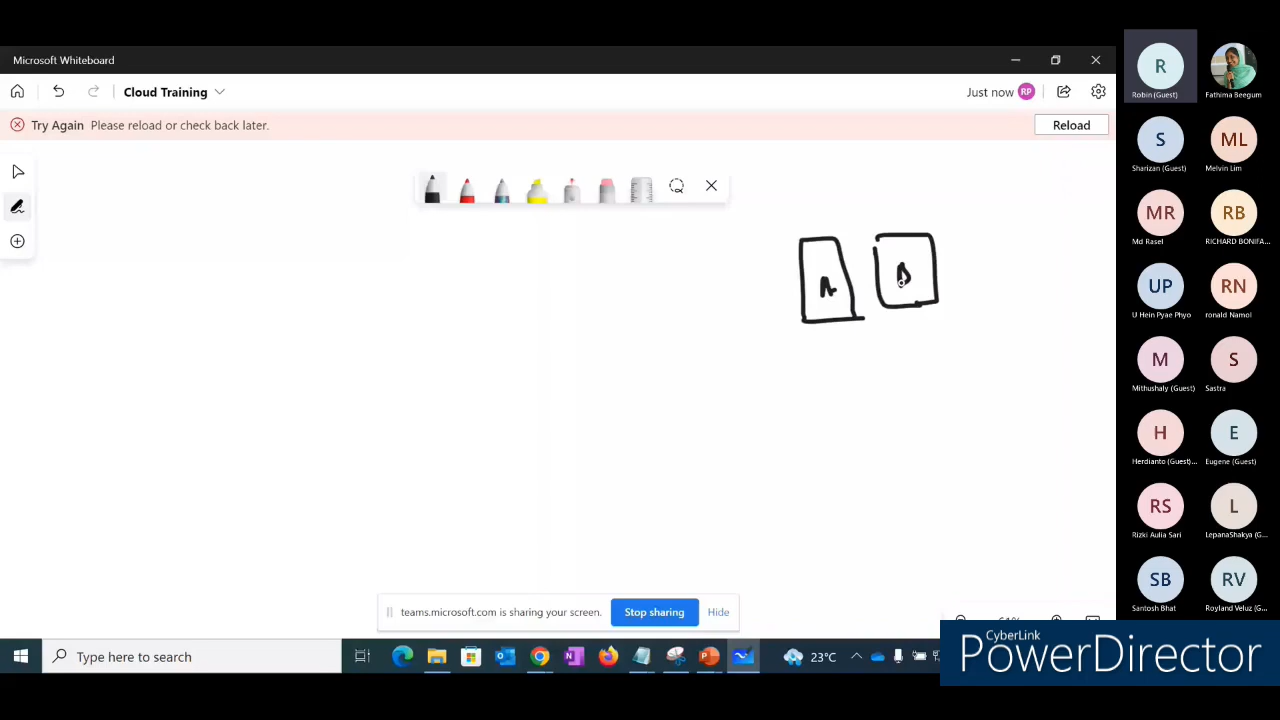 Microsoft Whiteboard
Cloud Training
Just now RP
Try Again Please reload or check back later.
Reload
A
B
teams.microsoft.com is sharing your screen. Stop sharing Hide
Type here to search
23°C
R
Robin (Guest)
Fathima Beegum
S
Sharizan (Guest)
ML
Melvin Lim
MR
Md Rasel
RB
RICHARD BONIFA...
UP
U Hein Pyae Phyo
RN
ronald Namol
M
Mithushaly (Guest)
S
Sastra
H
Herdianto (Guest)...
E
Eugene (Guest)
RS
Rizki Aulia Sari
L
LepanaShakya (G...
SB
Santosh Bhat
RV
Royland Veluz (G...
CyberLink
PowerDirector